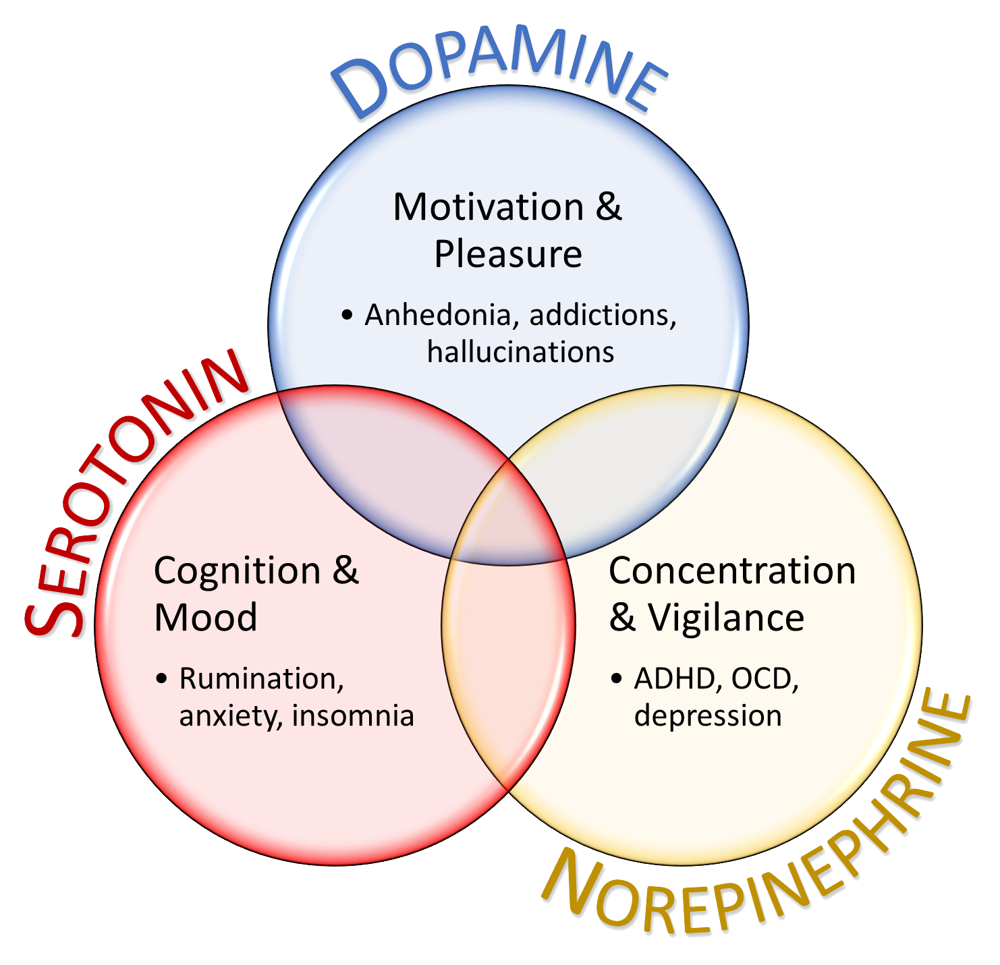 DOPAMINE
Motivation &
Pleasure
• Anhedonia, addictions,
hallucinations
SEROTONIN
Cognition &
Mood
• Rumination,
anxiety, insomnia
Concentration
& Vigilance
• ADHD, OCD,
depression
NOREPINEPHRINE